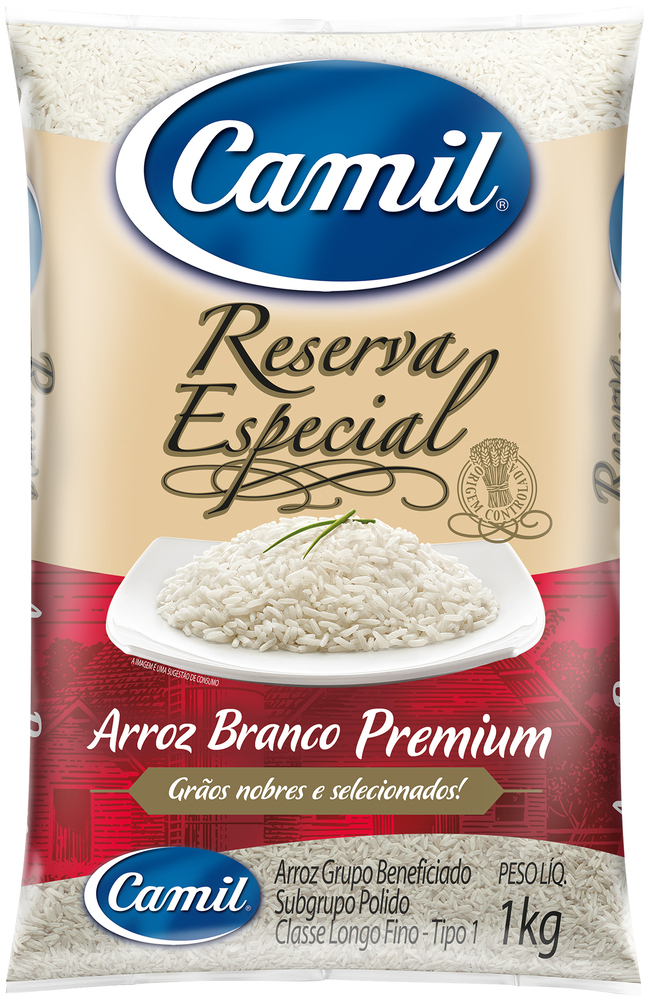 Camil®
Reserva
Especial
ORIGEM CONTROLADA
A IMAGEM É UMA SUGESTÃO DE CONSUMO
Arroz Branco Premium
Grãos nobres e selecionados!
Camil®
Arroz Grupo Beneficiado
Subgrupo Polido
Classe Longo Fino - Tipo 1
PESO LÍQ.
1kg